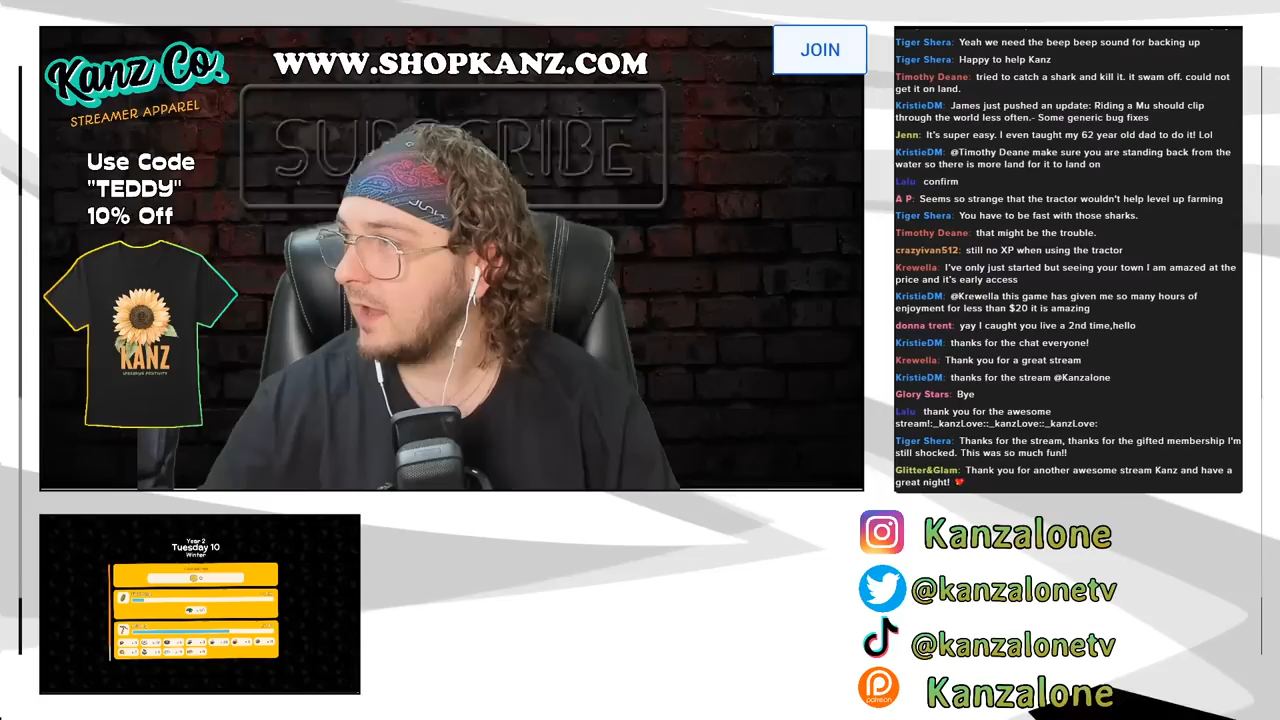 Kanz Co.
STREAMER APPAREL
WWW.SHOPKANZ.COM
JOIN
SUBSCRIBE
Use Code
"TEDDY"
10% Off
JUNK
KANZ
SPREADING POSITIVITY
Tiger Shera: Yeah we need the beep beep sound for backing up
Tiger Shera: Happy to help Kanz
Timothy Deane: tried to catch a shark and kill it. it swam off. could not
get it on land.
KristieDM: James just pushed an update: Riding a Mu should clip
through the world less often.- Some generic bug fixes
Jenn: It's super easy. I even taught my 62 year old dad to do it! Lol
KristieDM: @Timothy Deane make sure you are standing back from the
water so there is more land for it to land on
Lalu confirm
A P: Seems so strange that the tractor wouldn't help level up farming
Tiger Shera: You have to be fast with those sharks.
Timothy Deane: that might be the trouble.
crazyivan512: still no XP when using the tractor
Krewella: I've only just started but seeing your town I am amazed at the
price and it's early access
KristieDM: @Krewella this game has given me so many hours of
enjoyment for less than $20 it is amazing
donna trent: yay I caught you live a 2nd time,hello
KristieDM: thanks for the chat everyone!
Krewella: Thank you for a great stream
KristieDM: thanks for the stream @Kanzalone
Glory Stars: Bye
Lalu thank you for the awesome
stream!:_kanzLove::_kanzLove::_kanzLove:
Tiger Shera: Thanks for the stream, thanks for the gifted membership I'm
still shocked. This was so much fun!!
Glitter&Glam: Thank you for another awesome stream Kanz and have a
great night!
Year 2
Tuesday 10
Winter
Kanzalone
@kanzalonetv
@kanzalonetv
patreon
Kanzalone